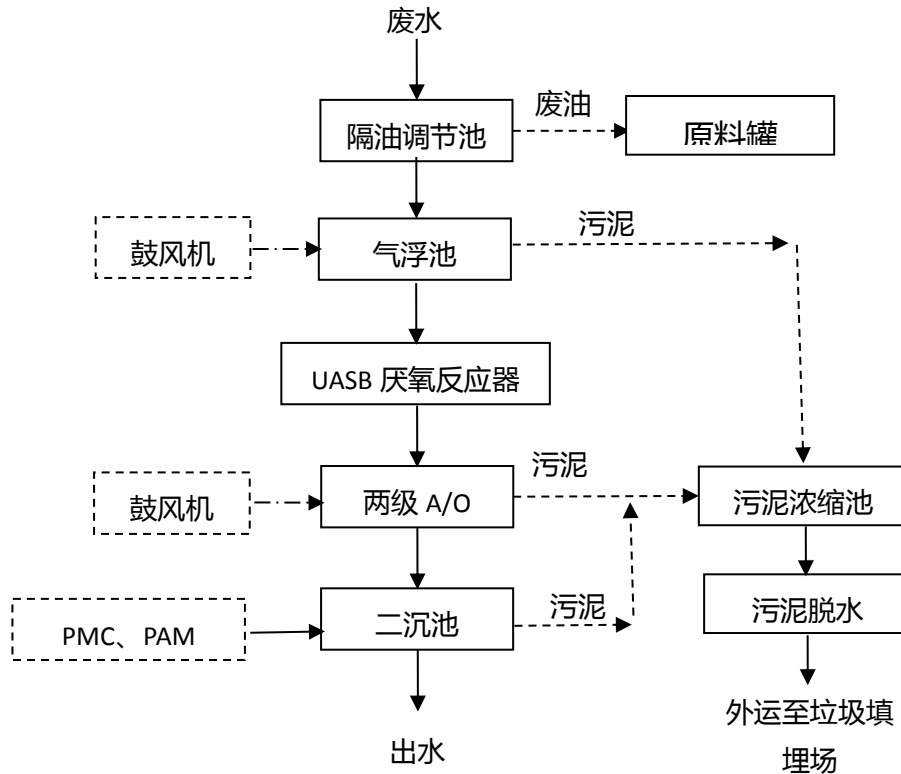 废水
废油
隔油调节池
原料罐
污泥
鼓风机
气浮池
UASB 厌氧反应器
污泥
鼓风机
两级 A/O
污泥浓缩池
污泥
PMC、PAM
二沉池
污泥脱水
出水
外运至垃圾填
埋场